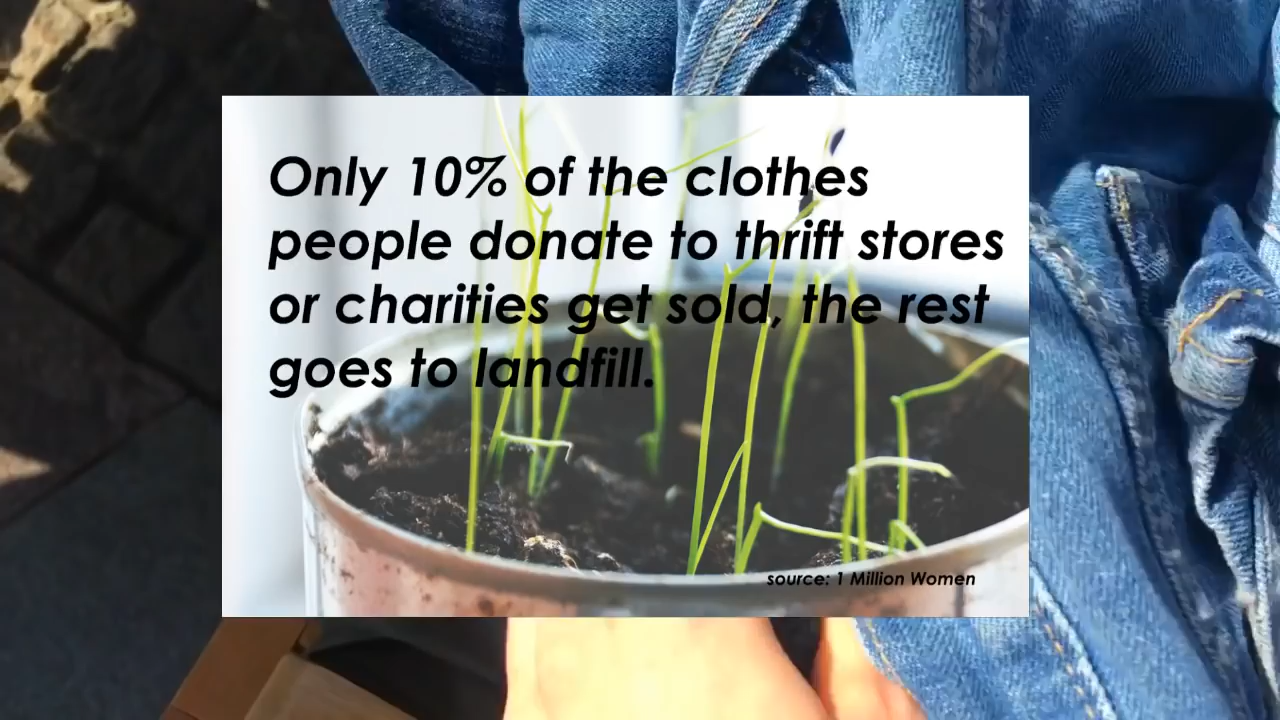 Only 10% of the clothes
people donate to thrift stores
or charities get sold, the rest
goes to landfill.
source: 1 Million Women